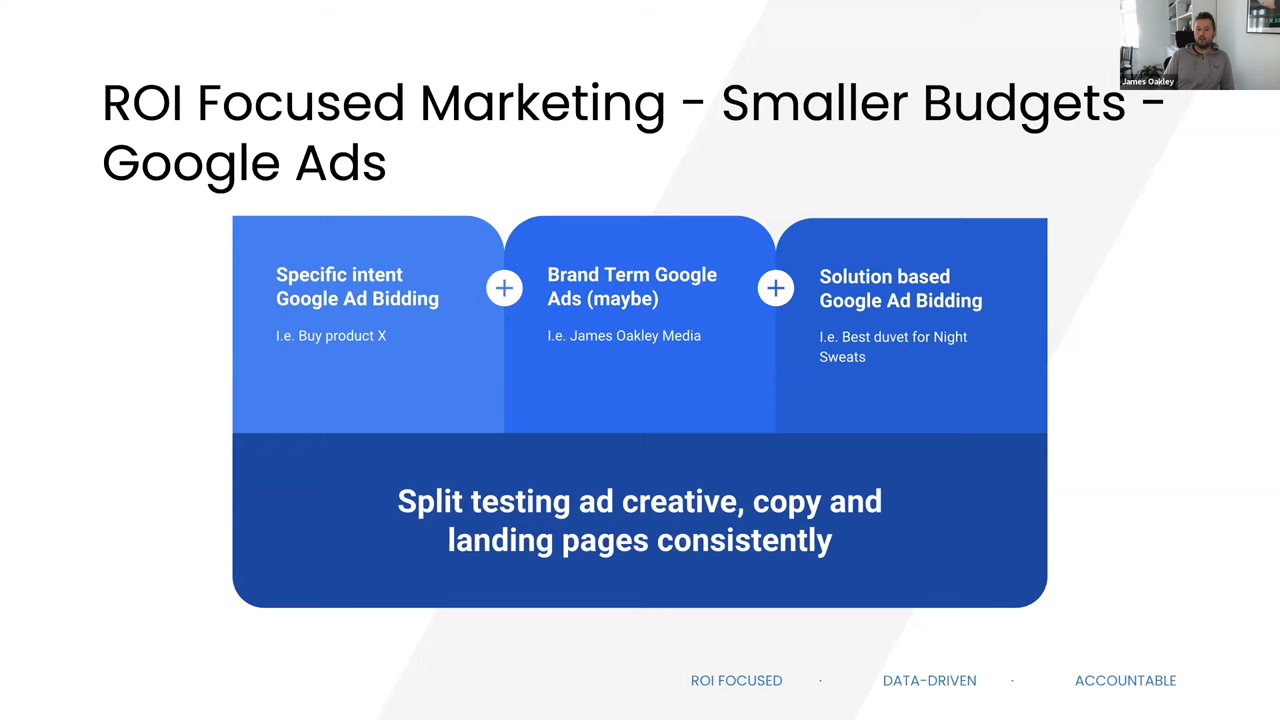 James Oakley
ROI Focused Marketing - Smaller Budgets -
Google Ads
Specific intent
Google Ad Bidding
I.e. Buy product X
Brand Term Google
Ads (maybe)
I.e. James Oakley Media
Solution based
Google Ad Bidding
I.e. Best duvet for Night
Sweats
Split testing ad creative, copy and
landing pages consistently
ROI FOCUSED · DATA-DRIVEN · ACCOUNTABLE